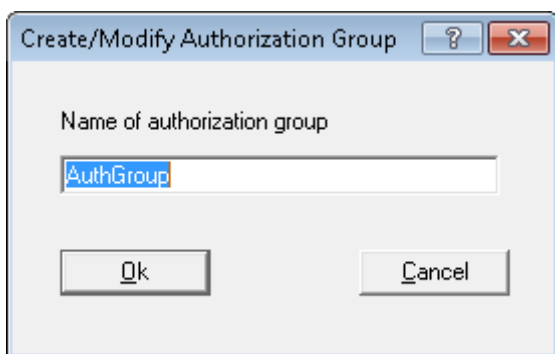 Create/Modify Authorization Group
Name of authorization group
AuthGroup
Ok
Cancel